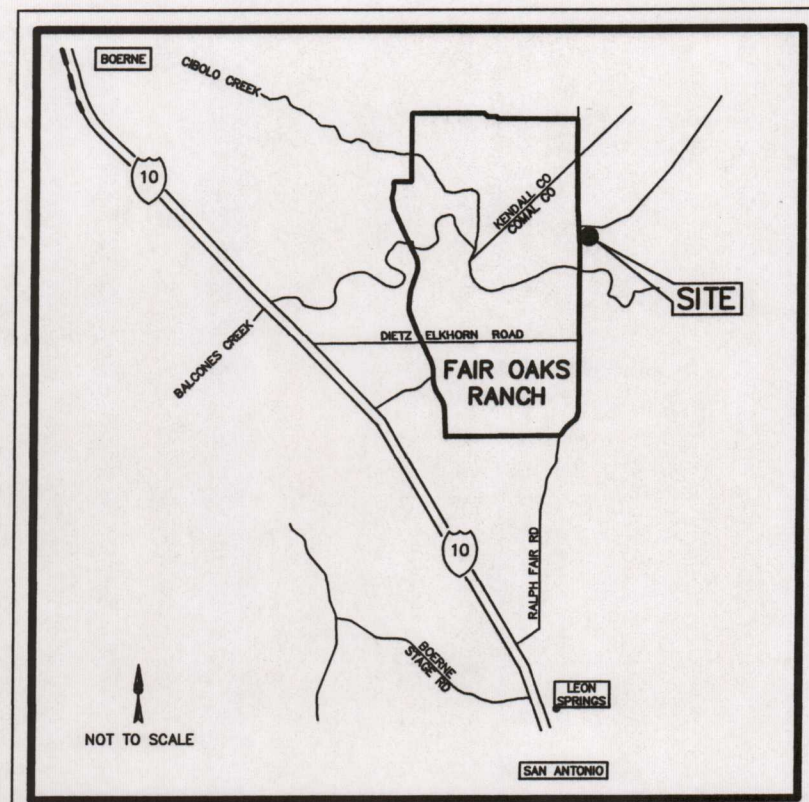 BOERNE
CIBOLO CREEK
10
KENDALL CO
COMAL CO
SITE
BALCONES CREEK
DIETZ ELKHORN ROAD
FAIR OAKS
RANCH
10
RALPH FAIR RD
BOERNE
STAGE RD
LEON
SPRINGS
NOT TO SCALE
SAN ANTONIO